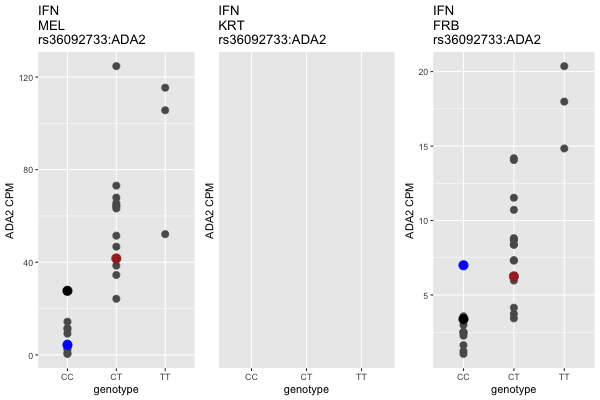 IFN
MEL
rs36092733:ADA2
ADA2 CPM
120
80
40
0
CC
CT
TT
genotype
IFN
KRT
rs36092733:ADA2
ADA2 CPM
CC
CT
TT
genotype
IFN
FRB
rs36092733:ADA2
ADA2 CPM
20
15
10
5
CC
CT
TT
genotype